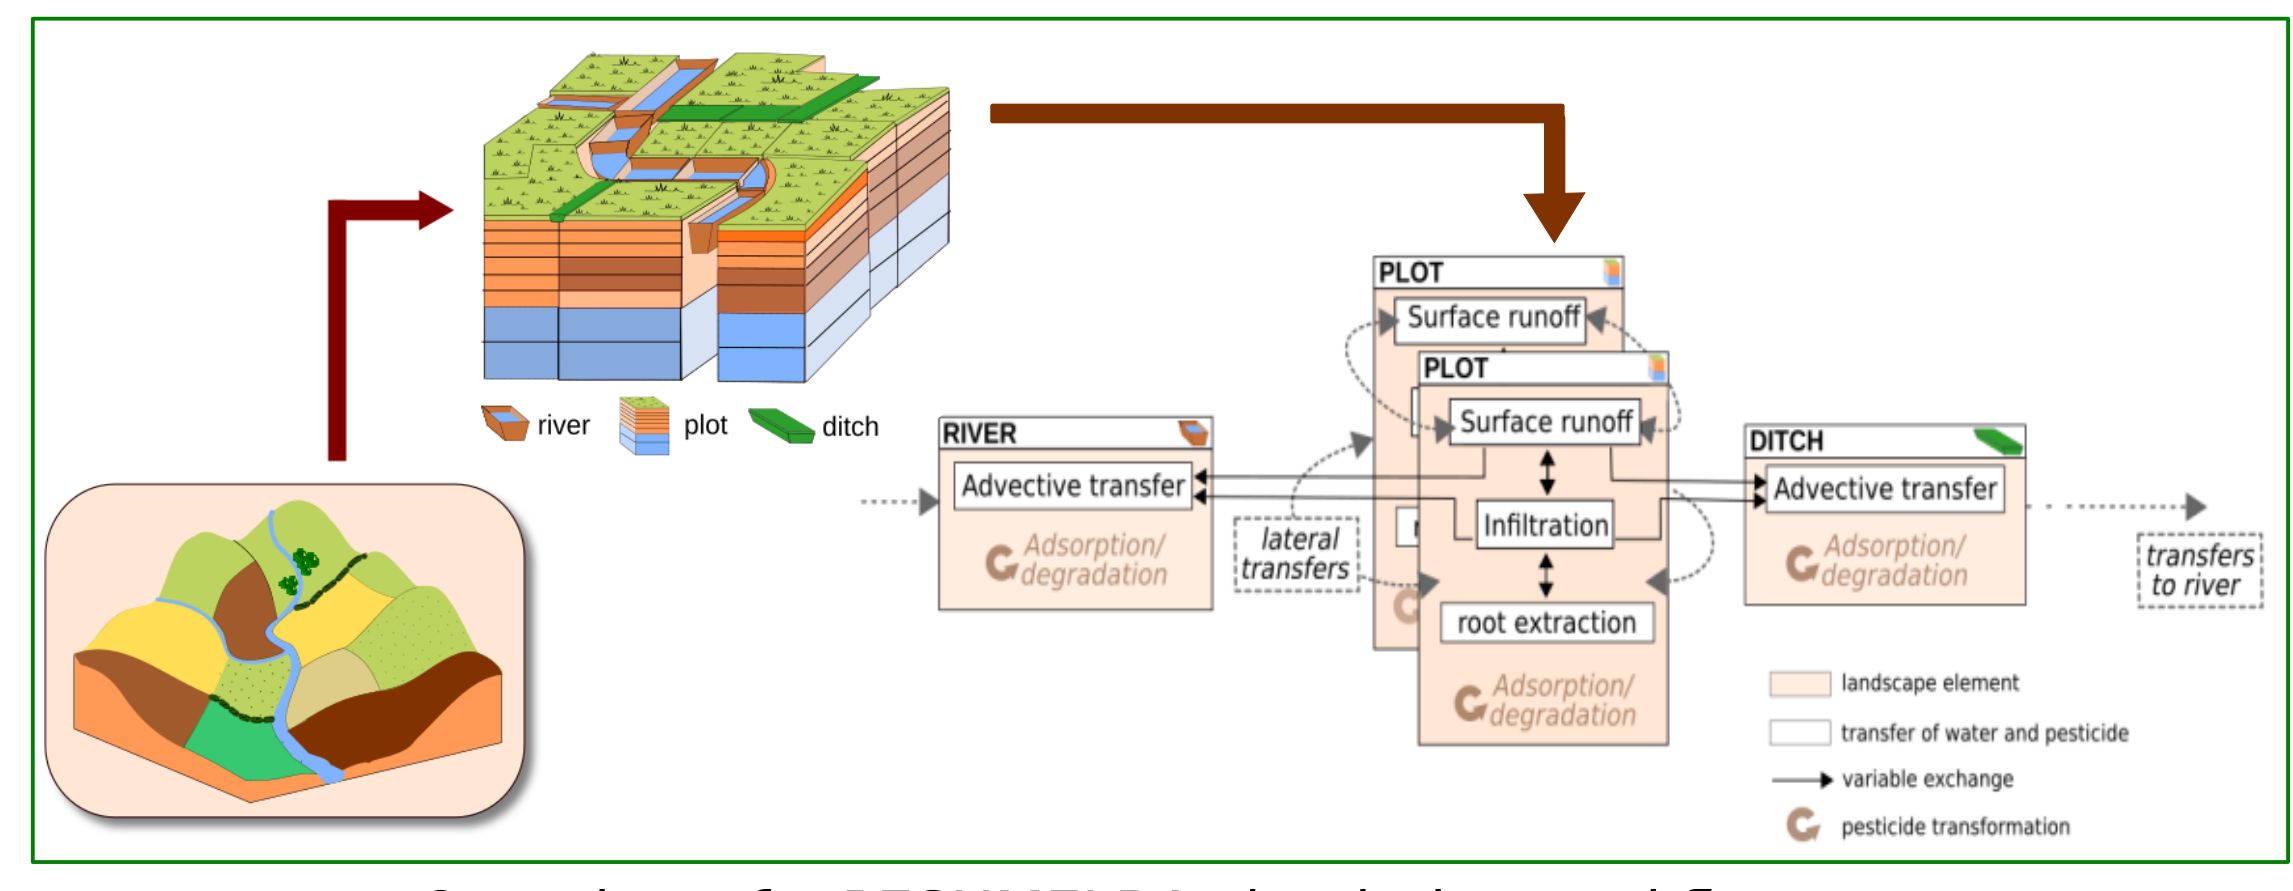 river
plot
ditch
PLOT
Surface runoff
PLOT
Surface runoff
Infiltration
root extraction
Adsorption/
degradation
RIVER
Advective transfer
Adsorption/
degradation
lateral
transfers
DITCH
Advective transfer
Adsorption/
degradation
transfers
to river
landscape element
transfer of water and pesticide
variable exchange
pesticide transformation